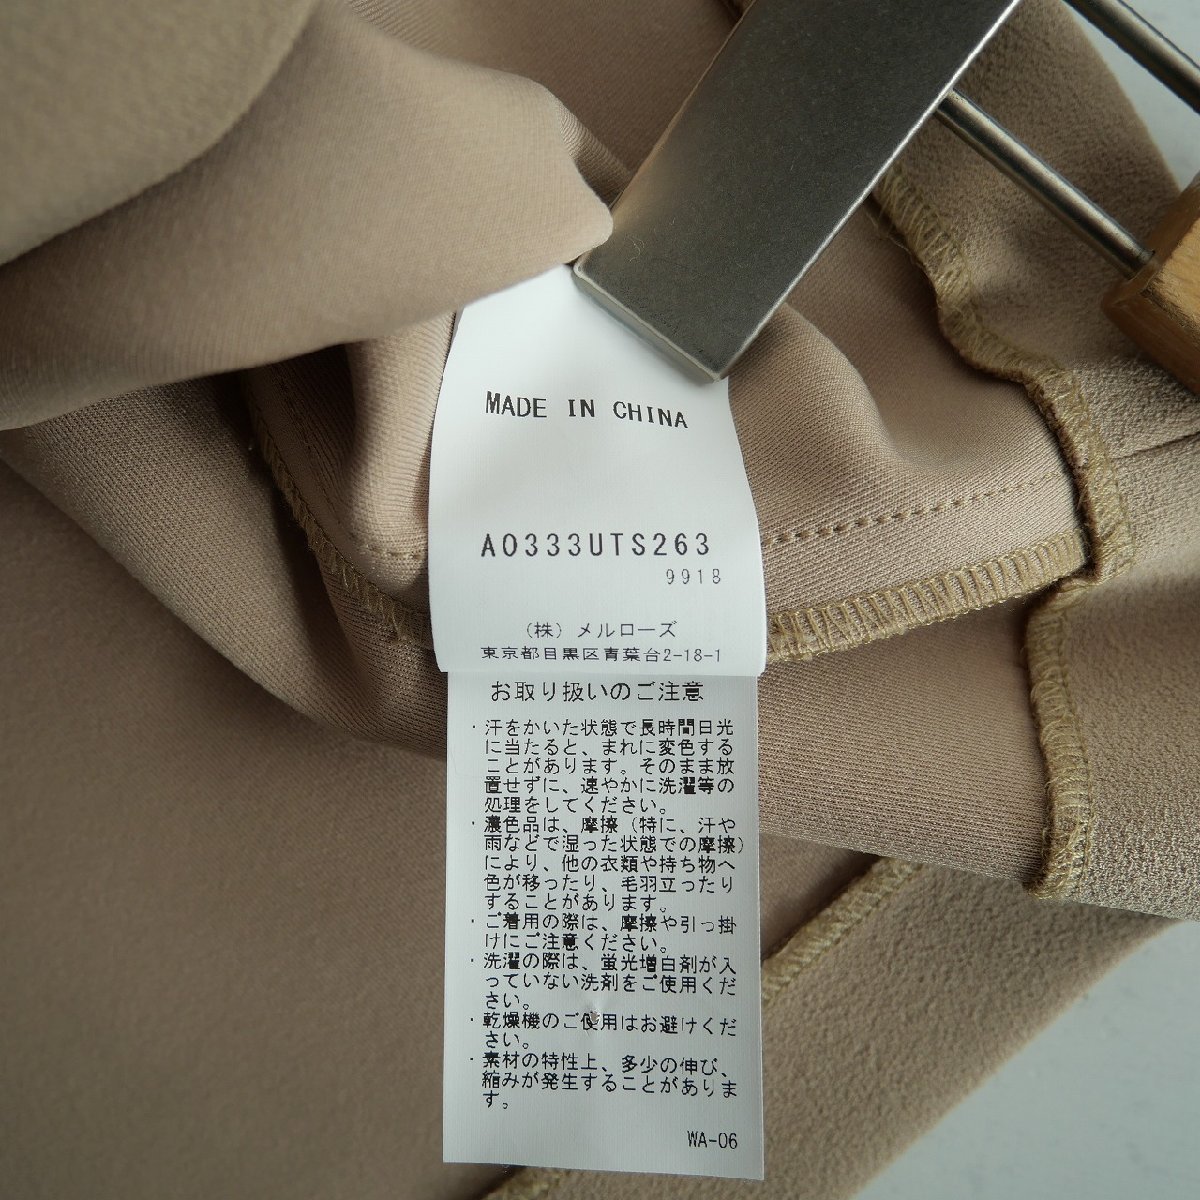 MADE IN CHINA
A0333UTS263
9918
(株) メルローズ
東京都目黒区青葉台2-18-1
お取り扱いのご注意
・汗をかいた状態で長時間日光
に当たると、まれに変色する
ことがあります。そのまま放
置せずに、速やかに洗濯等の
処理をしてください。
・濃色品は、摩擦（特に、汗や
雨などで湿った状態での摩擦）
により、他の衣類や持ち物へ
色が移ったり、毛羽立ったり
することがあります。
・ご着用の際は、摩擦や引っ掛
けにご注意ください。
・洗濯の際は、蛍光増白剤が入
っていない洗剤をご使用くだ
さい。
・乾燥機のご使用はお避けくだ
さい。
・素材の特性上、多少の伸び、
縮みが発生することがありま
す。
WA-06